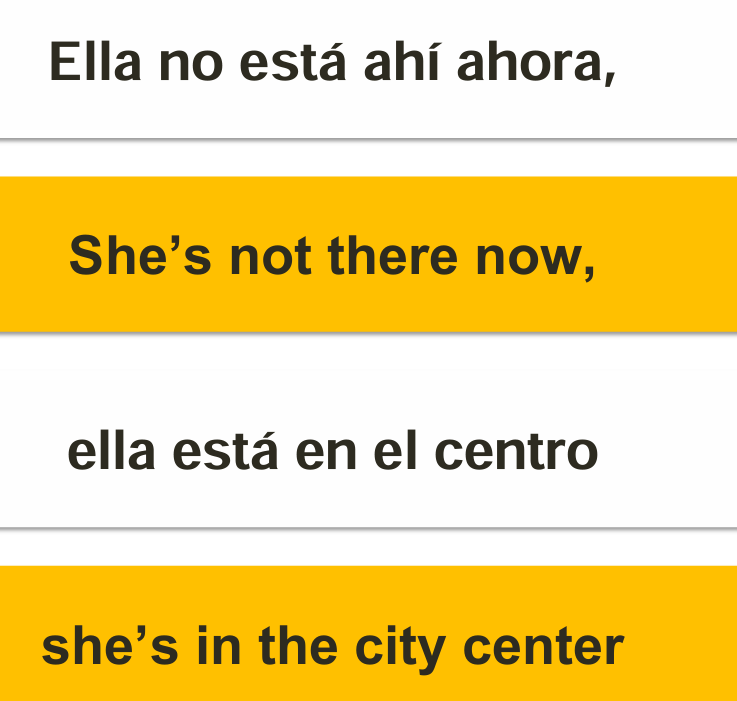 Ella no está ahí ahora,
She’s not there now,
ella está en el centro
she’s in the city center